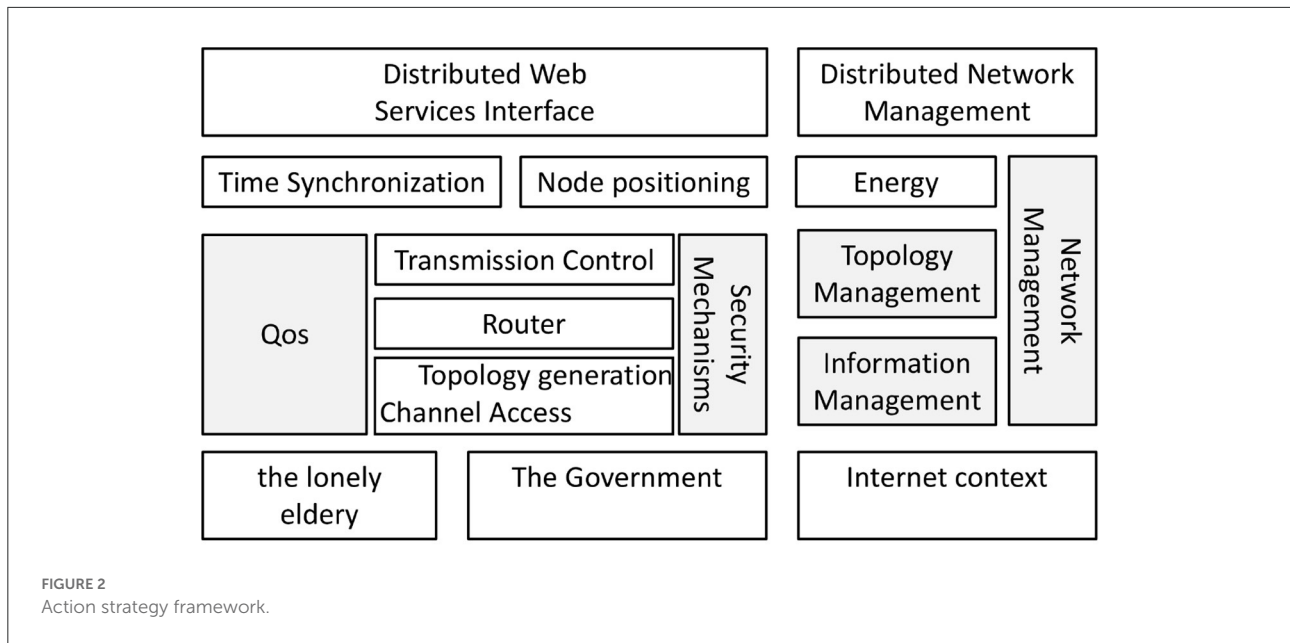 Distributed Web
Services Interface
Distributed Network
Management
Time Synchronization
Node positioning
Energy
Network
Management
Qos
Transmission Control
Router
Topology generation
Channel Access
Security
Mechanisms
Topology
Management
Information
Management
the lonely
eldery
The Government
Internet context
FIGURE 2
Action strategy framework.